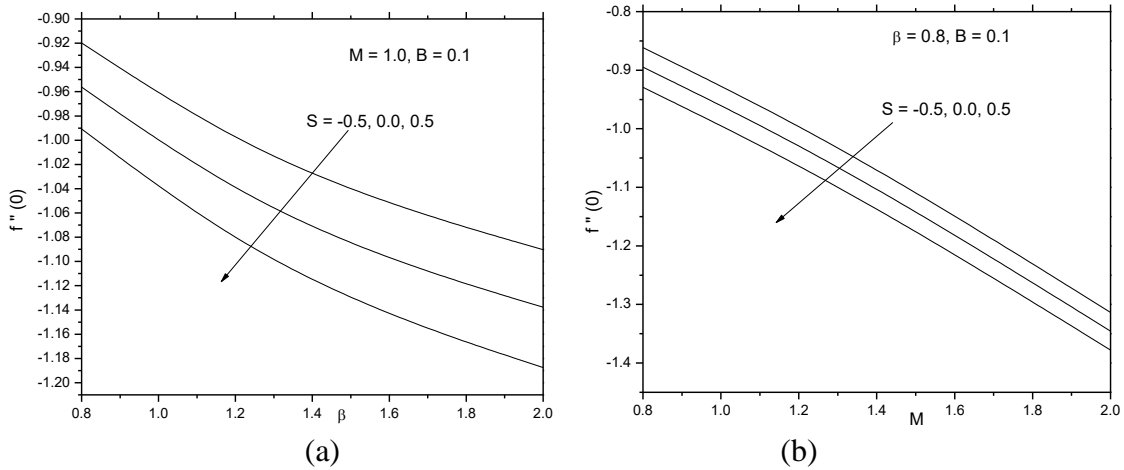 -0.90
-0.92
-0.94
-0.96
-0.98
-1.00
-1.02
-1.04
-1.06
-1.08
-1.10
-1.12
-1.14
-1.16
-1.18
-1.20
f '' (0)
M = 1.0, B = 0.1
S = -0.5, 0.0, 0.5
0.8 1.0 1.2 1.4 1.6 1.8 2.0
β
(a)
-0.8
-0.9
-1.0
-1.1
-1.2
-1.3
-1.4
f '' (0)
β = 0.8, B = 0.1
S = -0.5, 0.0, 0.5
0.8 1.0 1.2 1.4 1.6 1.8 2.0
M
(b)